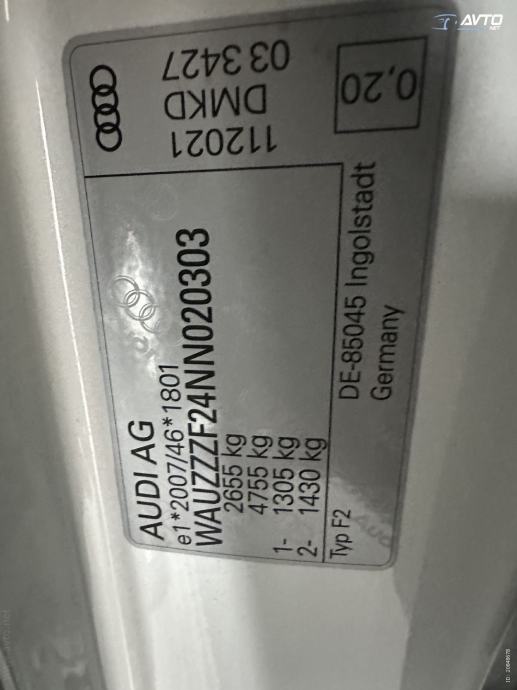 AUDI AG
e1*2007/46*1801
WAUZZZF24NN020303
2655 kg
4755 kg
1- 1305 kg
2- 1430 kg
Typ F2
DE-85045 Ingolstadt
Germany
112021
DMKD
03 3427
0,20
AVTO
.NET